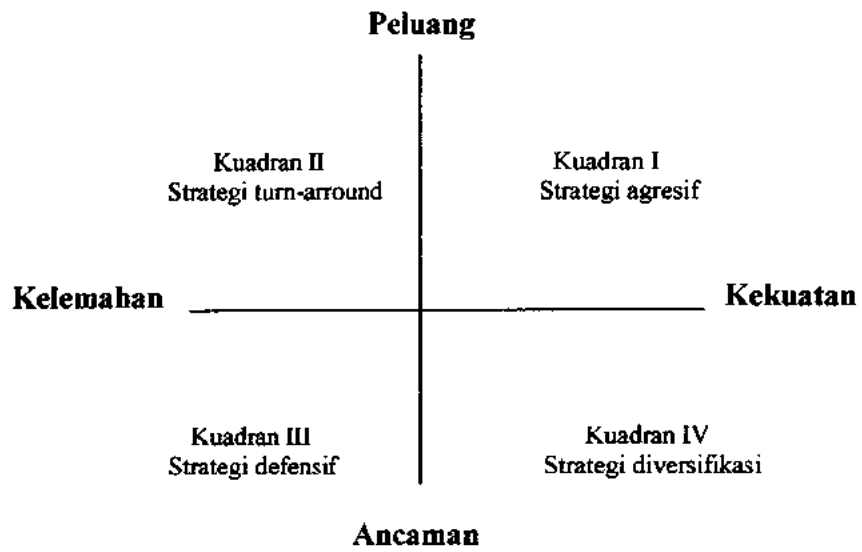 Peluang
Kuadran II
Strategi turn-arround
Kuadran I
Strategi agresif
Kelemahan
Kekuatan
Kuadran III
Strategi defensif
Kuadran IV
Strategi diversifikasi
Ancaman